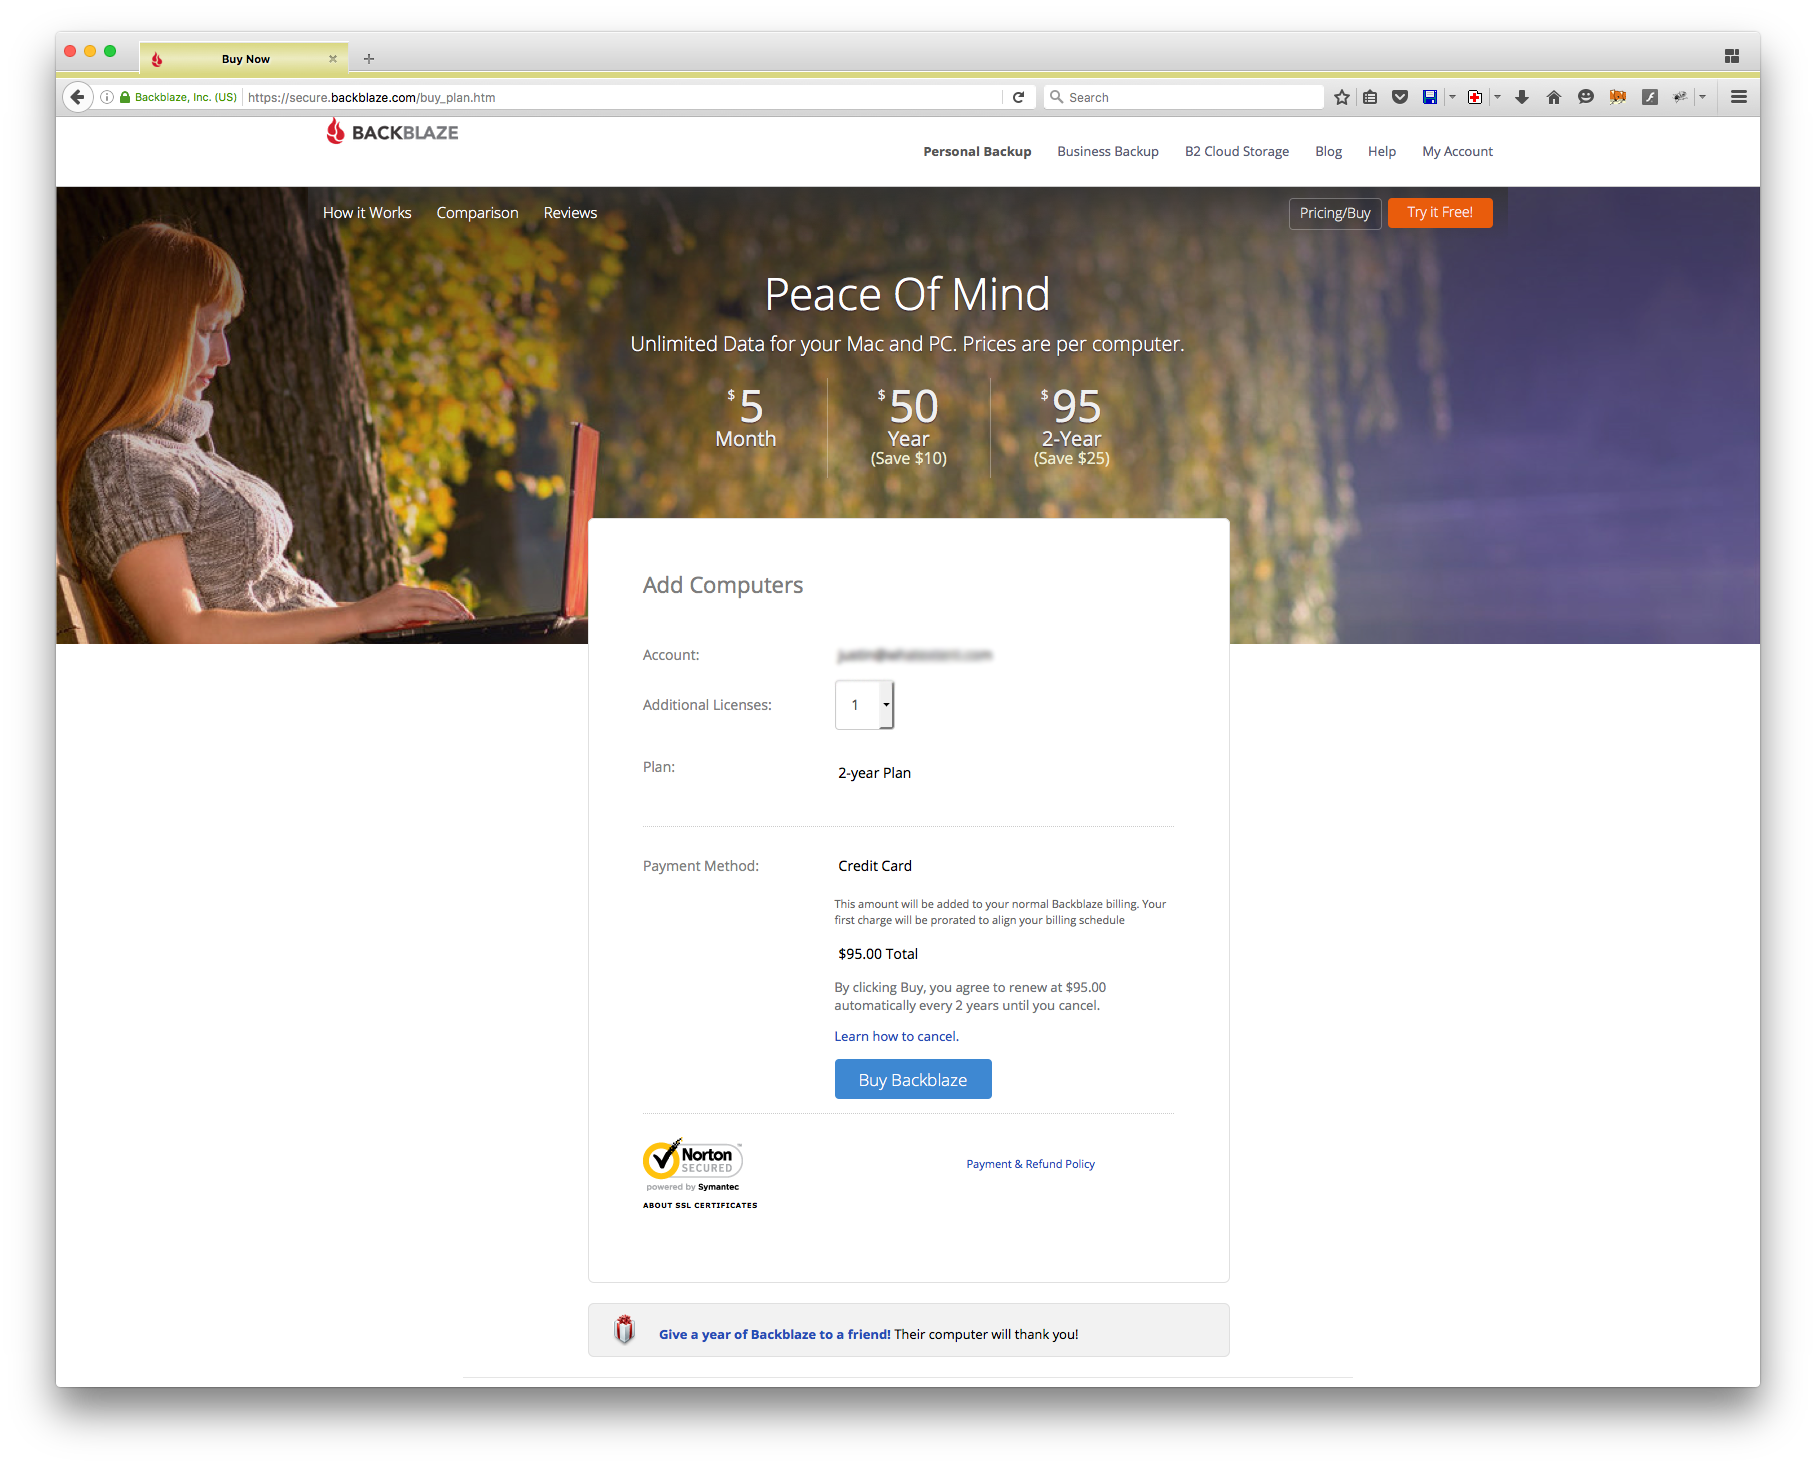 Buy Now
Backblaze, Inc. (US)
https://secure.backblaze.com/buy_plan.htm
Search
BACKBLAZE
Personal Backup
Business Backup
B2 Cloud Storage
Blog
Help
My Account
How it Works
Comparison
Reviews
Pricing/Buy
Try it Free!
Peace Of Mind
Unlimited Data for your Mac and PC. Prices are per computer.
$5
Month
$50
Year
(Save $10)
$95
2-Year
(Save $25)
Add Computers
Account:
Additional Licenses:
1
Plan:
2-year Plan
Payment Method:
Credit Card
This amount will be added to your normal Backblaze billing. Your
first charge will be prorated to align your billing schedule
$95.00 Total
By clicking Buy, you agree to renew at $95.00
automatically every 2 years until you cancel.
Learn how to cancel.
Buy Backblaze
Norton
SECURED
powered by Symantec
ABOUT SSL CERTIFICATES
Payment & Refund Policy
Give a year of Backblaze to a friend! Their computer will thank you!